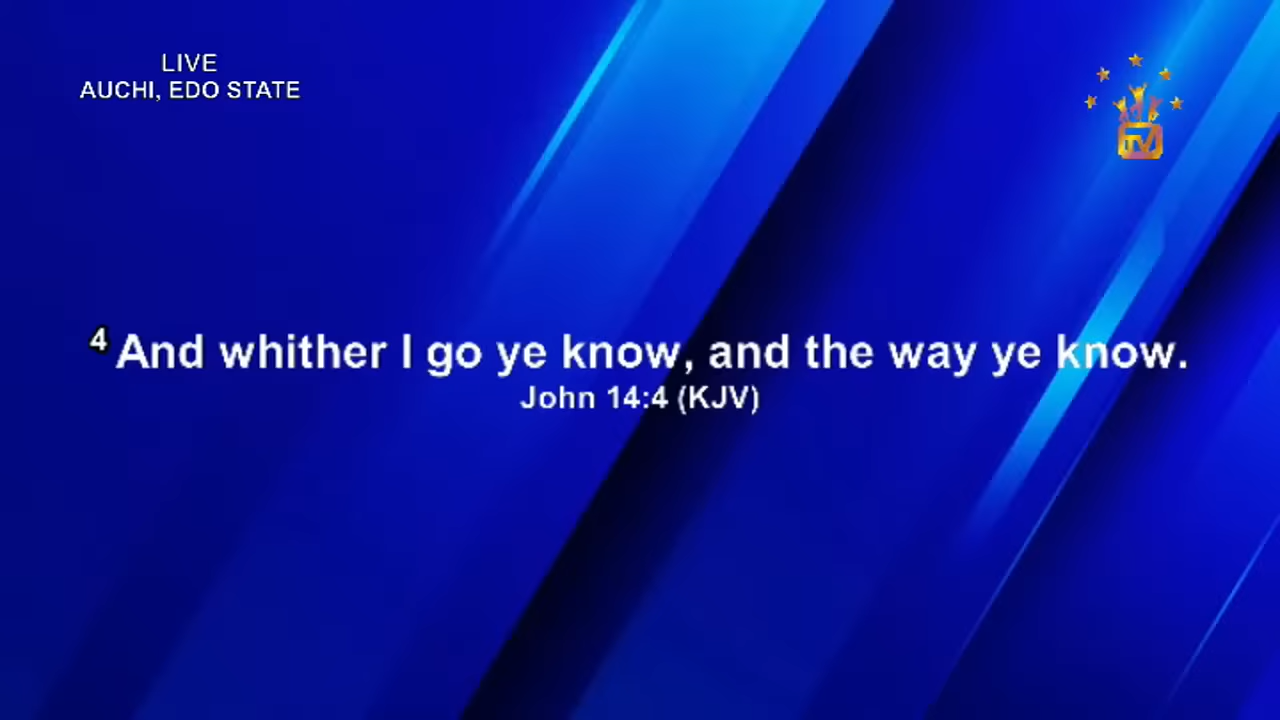 LIVE
AUCHI, EDO STATE
TV
4 And whither I go ye know, and the way ye know.
John 14:4 (KJV)